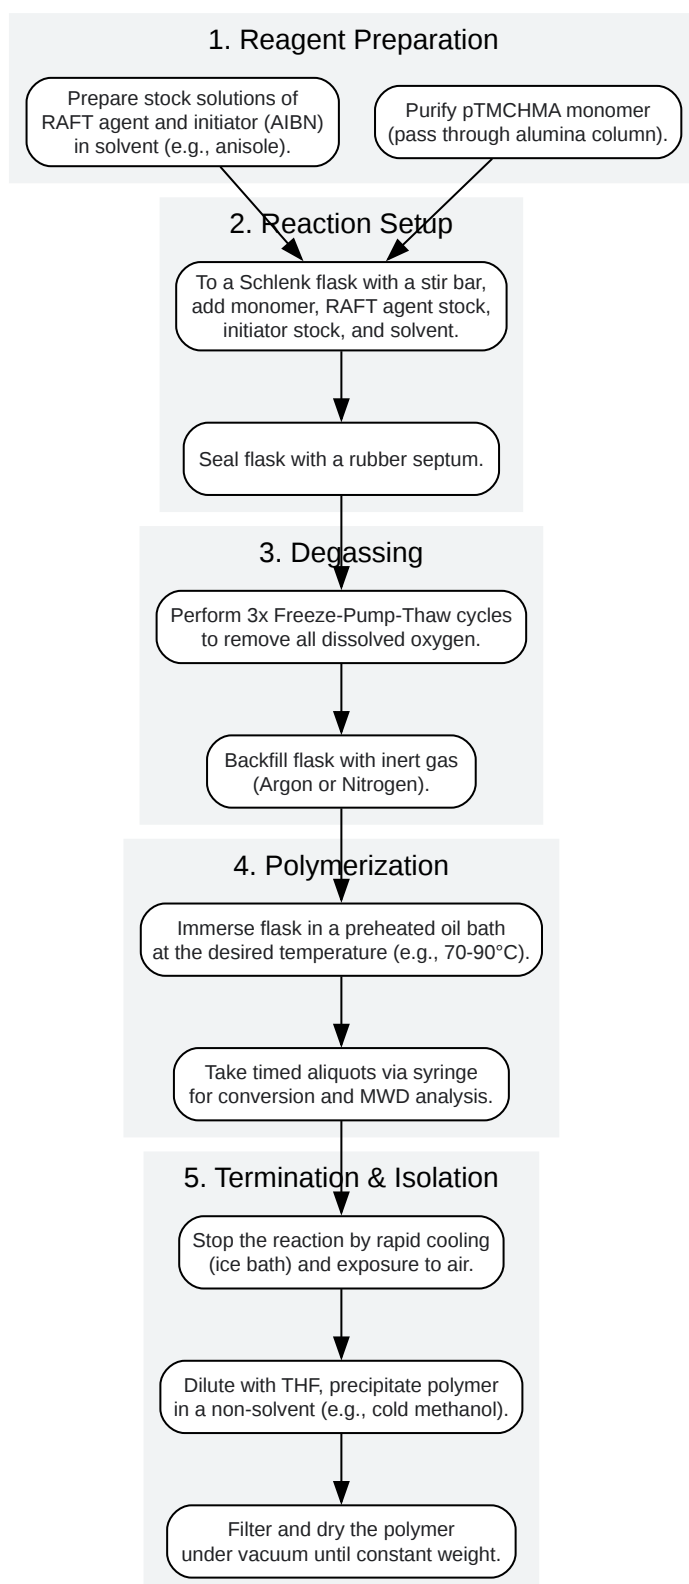 1. Reagent Preparation
Prepare stock solutions of
RAFT agent and initiator (AIBN)
in solvent (e.g., anisole).
Purify pTMCHMA monomer
(pass through alumina column).
2. Reaction Setup
To a Schlenk flask with a stir bar,
add monomer, RAFT agent stock,
initiator stock, and solvent.
Seal flask with a rubber septum.
3. Degassing
Perform 3x Freeze-Pump-Thaw cycles
to remove all dissolved oxygen.
Backfill flask with inert gas
(Argon or Nitrogen).
4. Polymerization
Immerse flask in a preheated oil bath
at the desired temperature (e.g., 70-90°C).
Take timed aliquots via syringe
for conversion and MWD analysis.
5. Termination & Isolation
Stop the reaction by rapid cooling
(ice bath) and exposure to air.
Dilute with THF, precipitate polymer
in a non-solvent (e.g., cold methanol).
Filter and dry the polymer
under vacuum until constant weight.